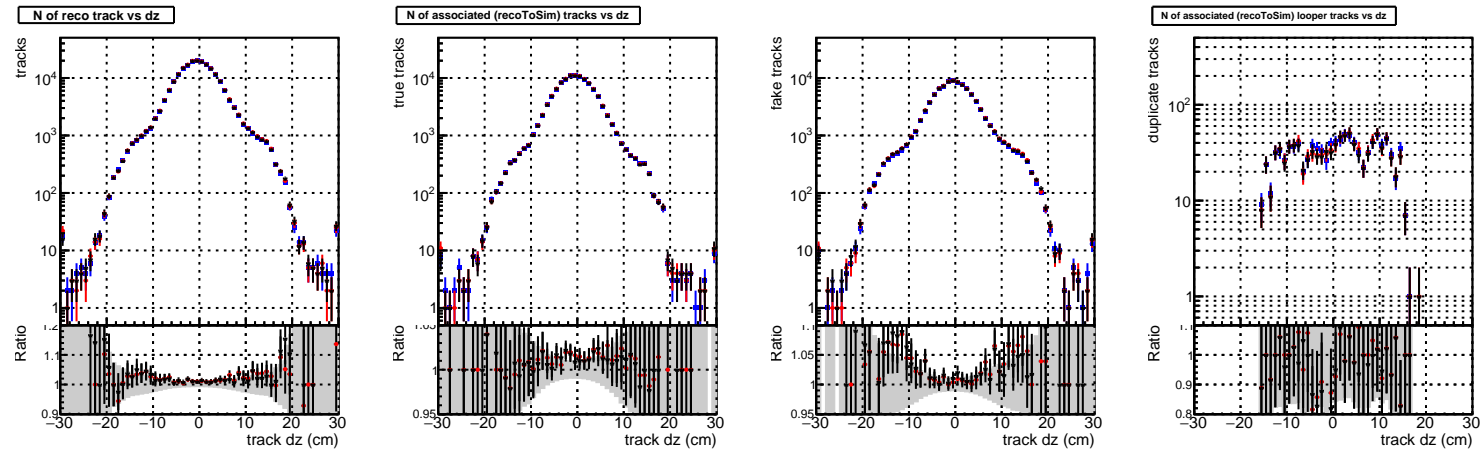 N of reco track vs dz
tracks
10⁴
10³
10²
10
1
Ratio
1.2
1.1
1
0.9
−30 −20 −10 0 10 20 30
track dz (cm)
N of associated (recoToSim) tracks vs dz
true tracks
10⁴
10³
10²
10
1
Ratio
1.05
1
0.95
−30 −20 −10 0 10 20 30
track dz (cm)
fake tracks
10⁴
10³
10²
10
1
Ratio
1.1
1.05
1
0.95
−30 −20 −10 0 10 20 30
track dz (cm)
N of associated (recoToSim) looper tracks vs dz
duplicate tracks
10²
10
1
Ratio
1.1
1
0.9
0.8
−30 −20 −10 0 10 20 30
track dz (cm)